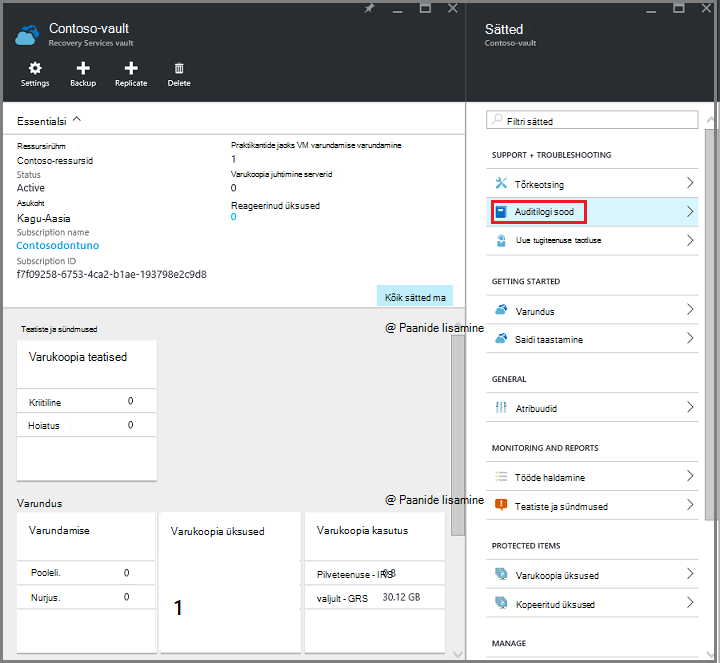 Contoso-vault
Recovery Services vault
Settings
Backup
Replicate
Delete
Essentialsi
Ressursirühm
Contoso-ressursid
Status
Active
Asukoht
Kagu-Aasia
Subscription name
Contosodontuno
Subscription ID
f7f09258-6753-4ca2-b1ae-193798e2c9d8
Praktikantide jaoks VM varundamise varundamine
1
Varukoopia juhtimine serverid
0
Reageerinud üksused
0
Kõik sätted ma
Teatiste ja sündmused
@ Paanide lisamine
Varukoopia teatised
Kriitiline 0
Hoiatus 0
Varundus
@ Paanide lisamine
Varundamise
Pooleli. 0
Nurjus. 0
Varukoopia üksused
1
Varukoopia kasutus
Pilveteenuse - IRS
valjult - GRS 30.12 GB
Sätted
Contoso-vault
Filtri sätted
SUPPORT + TROUBLESHOOTING
Tõrkeotsing
Auditilogi sood
Uue tugiteenuse taotluse
GETTING STARTED
Varundus
Saidi taastamine
GENERAL
Atribuudid
MONITORING AND REPORTS
Tööde haldamine
Teatiste ja sündmused
PROTECTED ITEMS
Varukoopia üksused
Kopeeritud üksused
MANAGE